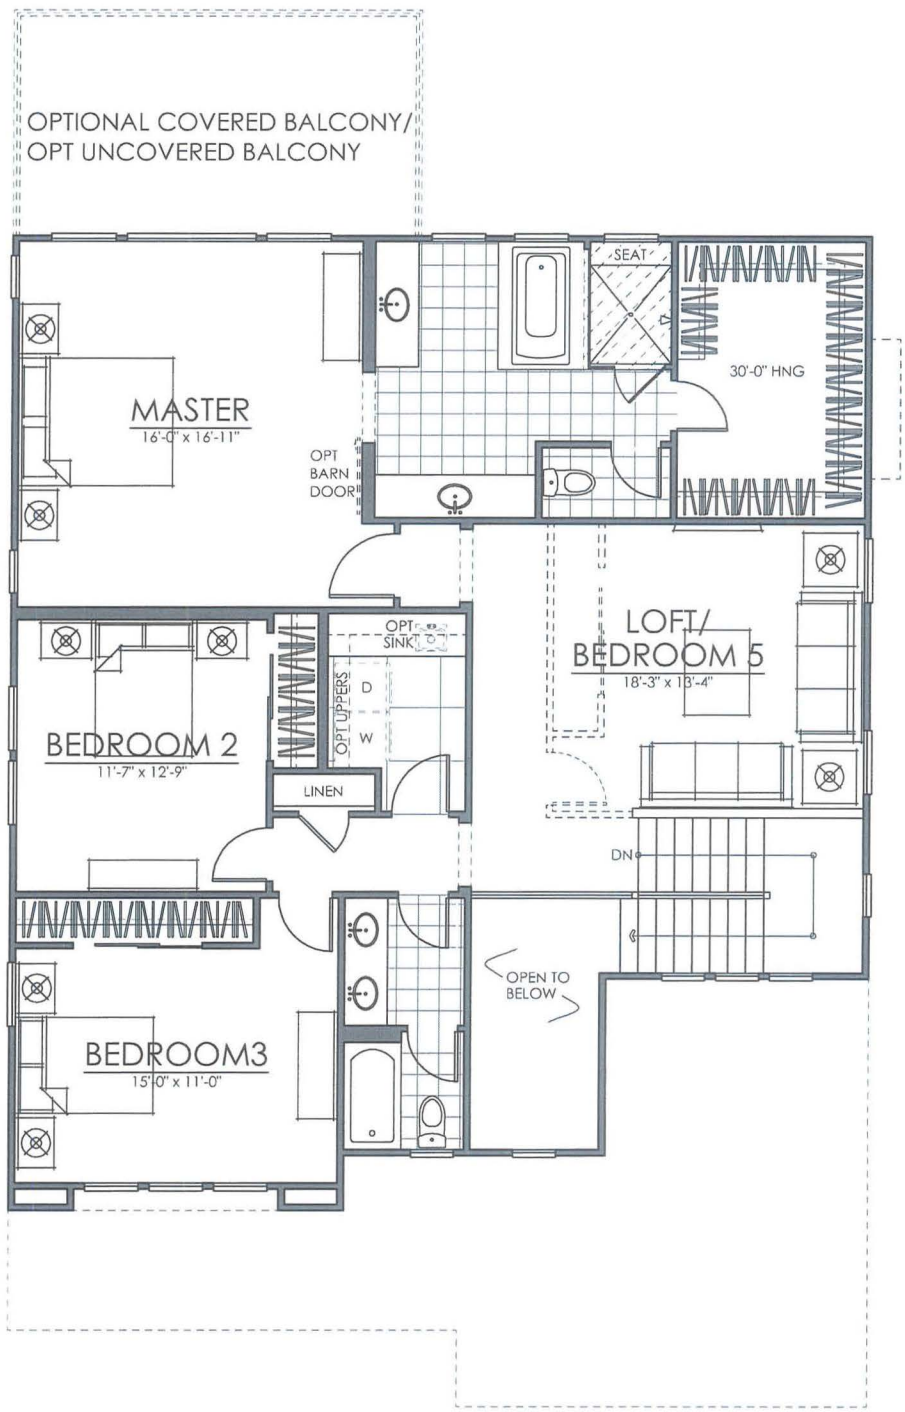 OPTIONAL COVERED BALCONY/
OPT UNCOVERED BALCONY
SEAT
30'-0" HNG
MASTER
16'-0" x 16'-11"
OPT
BARN
DOOR
OPT
SINK
LOFT/
BEDROOM 5
18'-3" x 13'-4"
OPT UPPERS
D
W
BEDROOM 2
11'-7" x 12'-9"
LINEN
DN
OPEN TO
BELOW
BEDROOM3
15'-0" x 11'-0"